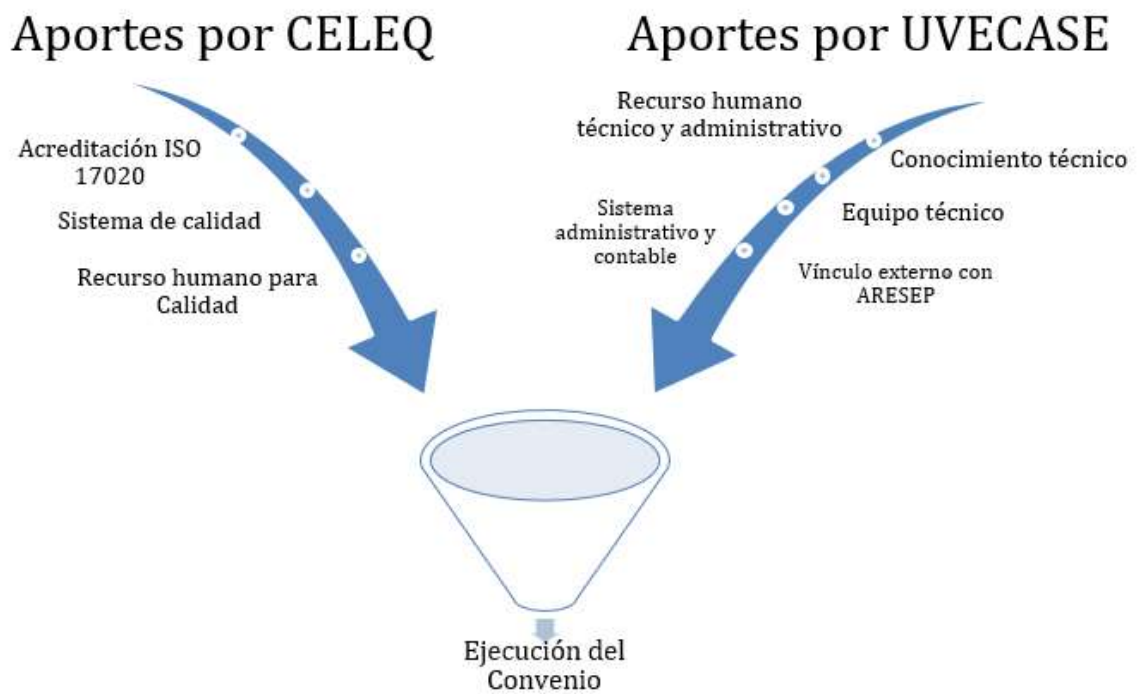 Aportes por CELEQ
Acreditación ISO
17020
Sistema de calidad
Recurso humano para
Calidad
Aportes por UVECASE
Recurso humano
técnico y administrativo
Conocimiento técnico
Sistema
administrativo y
contable
Equipo técnico
Vínculo externo con
ARESEP
Ejecución del
Convenio